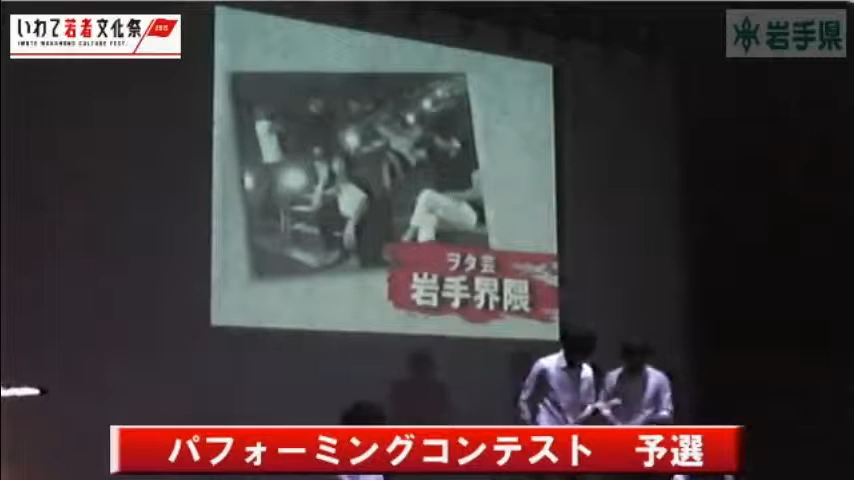 いわて若者文化祭
IWATE WAKAMONO CULTURE FEST.
2015
岩手県
ヲタ芸
岩手界隈
パフォーミングコンテスト 予選